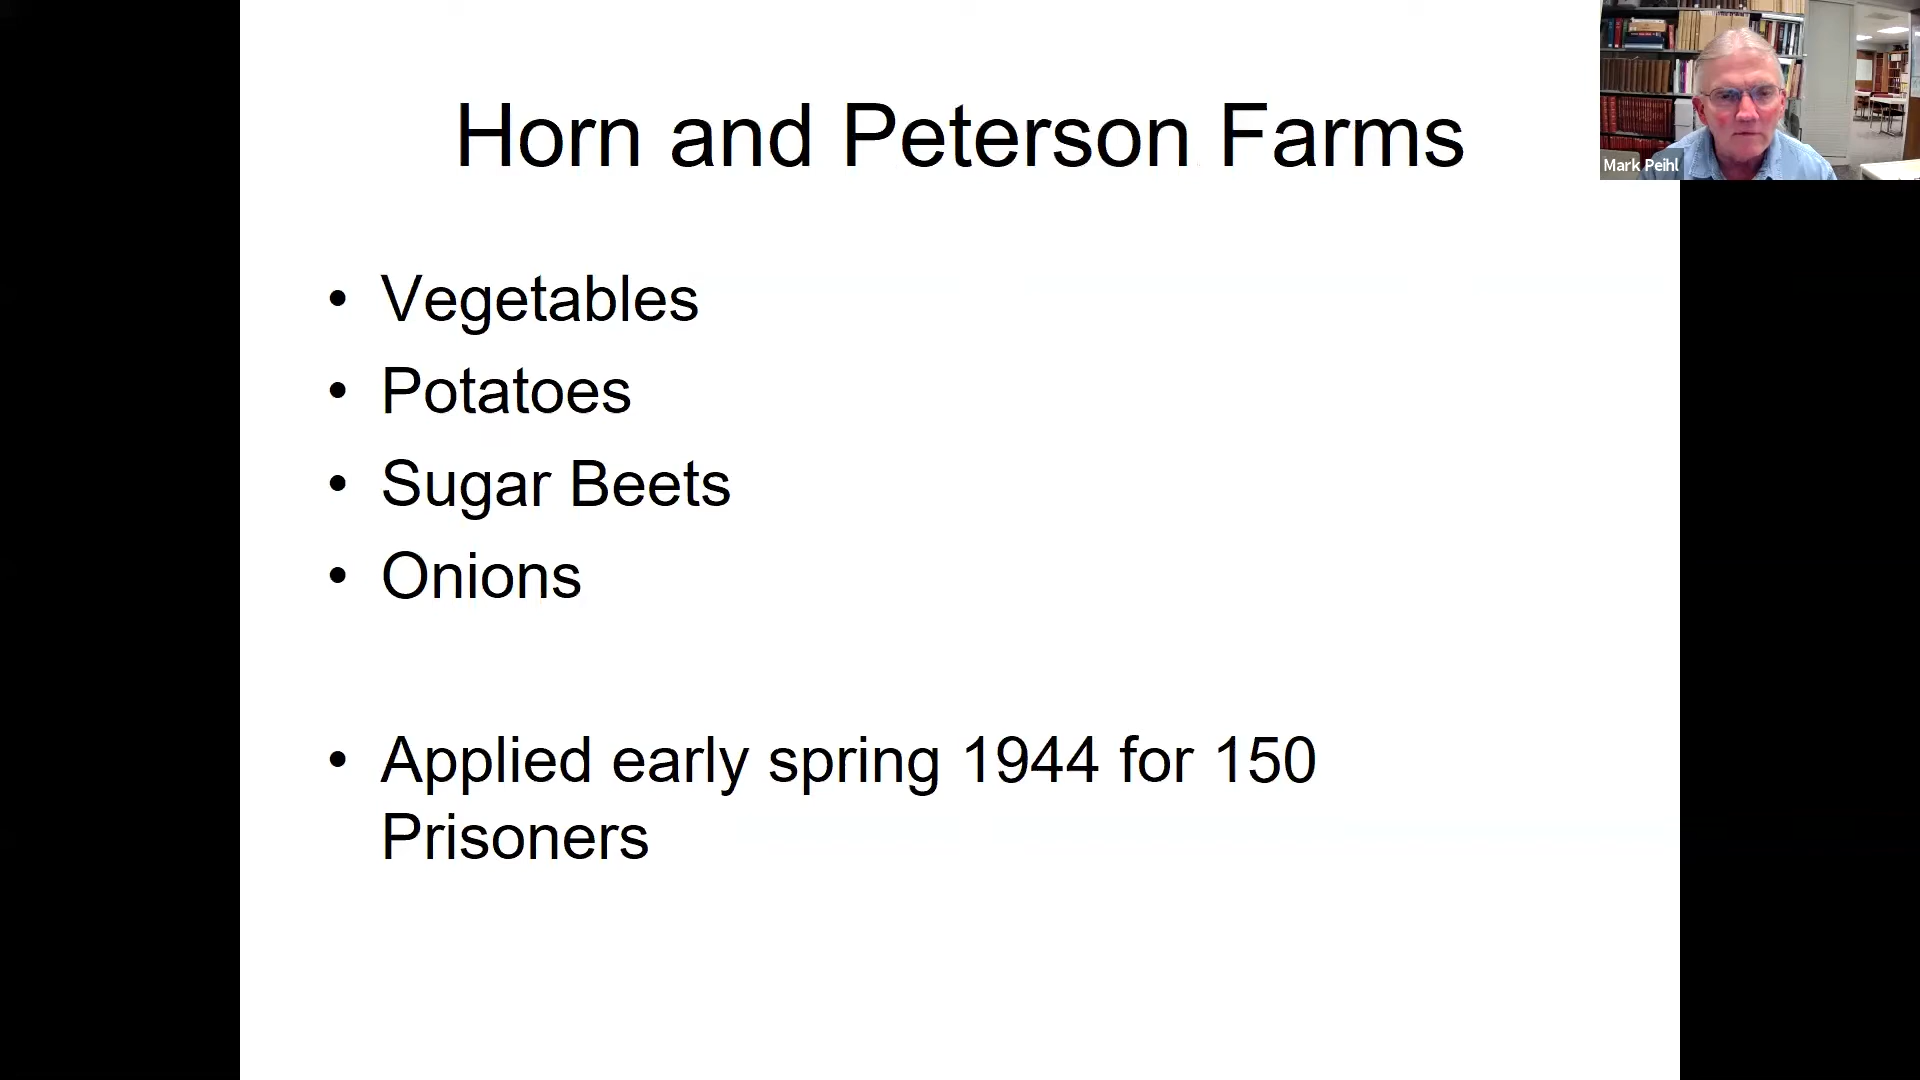 Horn and Peterson Farms
Mark Peihl
• Vegetables
• Potatoes
• Sugar Beets
• Onions
• Applied early spring 1944 for 150
Prisoners